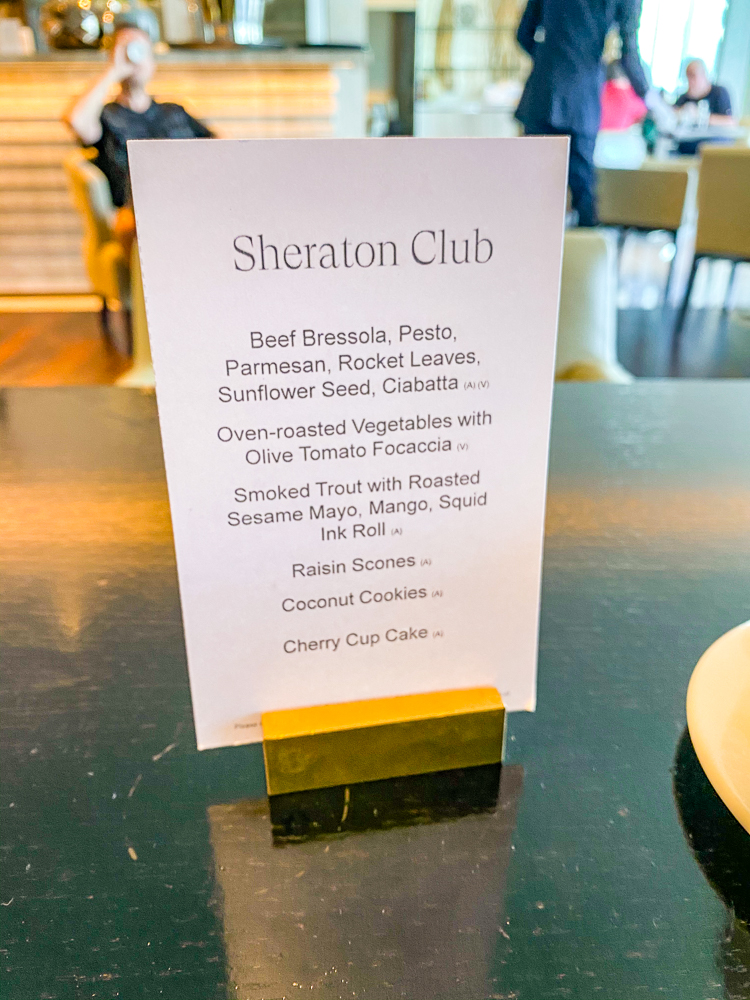 Sheraton Club
Beef Bressola, Pesto,
Parmesan, Rocket Leaves,
Sunflower Seed, Ciabatta (A) (V)
Oven-roasted Vegetables with
Olive Tomato Focaccia (V)
Smoked Trout with Roasted
Sesame Mayo, Mango, Squid
Ink Roll (A)
Raisin Scones (A)
Coconut Cookies (A)
Cherry Cup Cake (A)
Please